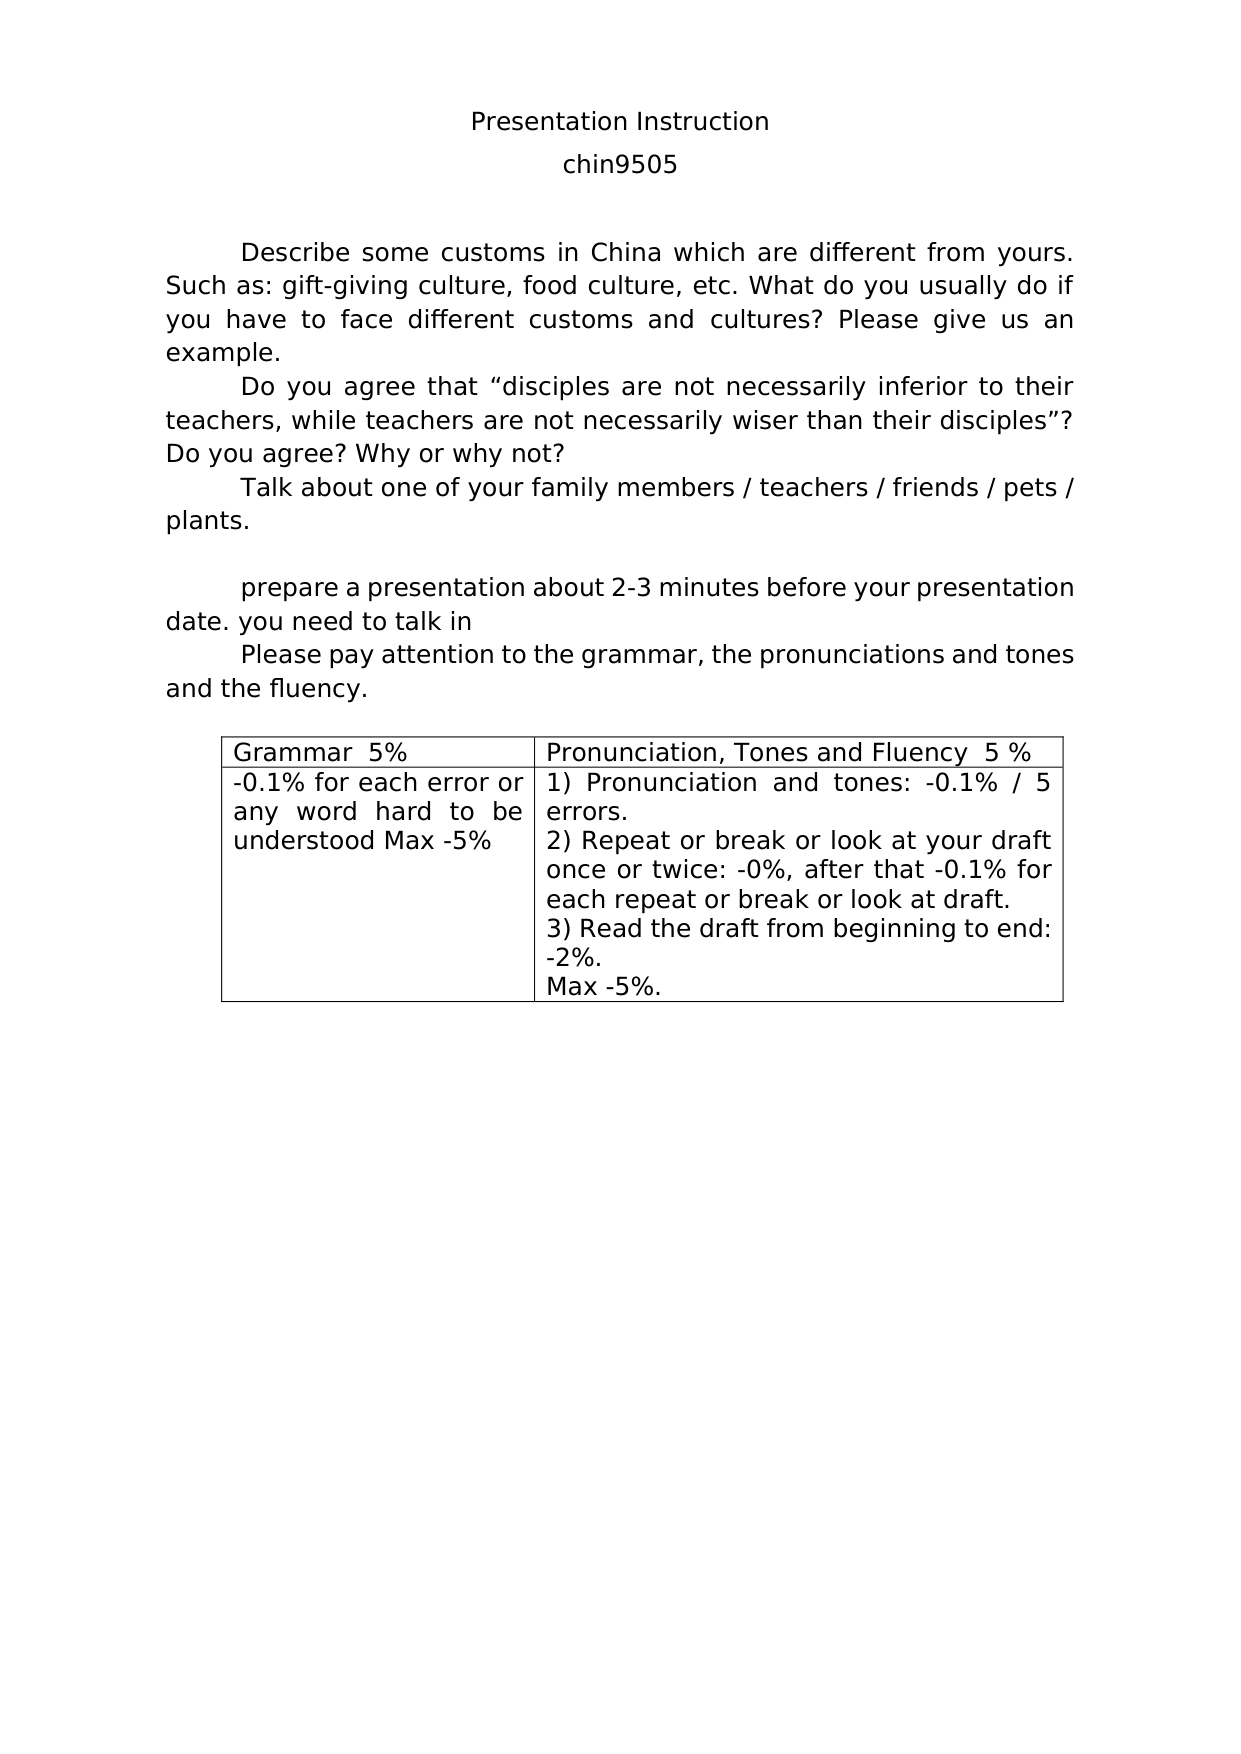 Presentation Instruction
chin9505
Describe some customs in China which are different from yours.
Such as: gift-giving culture, food culture, etc. What do you usually do if
you have to face different customs and cultures? Please give us an
example.
Do you agree that “disciples are not necessarily inferior to their
teachers, while teachers are not necessarily wiser than their disciples”?
Do you agree? Why or why not?
Talk about one of your family members / teachers / friends / pets /
plants.
prepare a presentation about 2-3 minutes before your presentation
date. you need to talk in
Please pay attention to the grammar, the pronunciations and tones
and the fluency.
Grammar 5%
-0.1% for each error or
any word hard to be
understood Max -5%
Pronunciation, Tones and Fluency 5 %
1) Pronunciation and tones: -0.1% / 5
errors.
2) Repeat or break or look at your draft
once or twice: -0%, after that -0.1% for
each repeat or break or look at draft.
3) Read the draft from beginning to end:
-2%.
Max -5%.